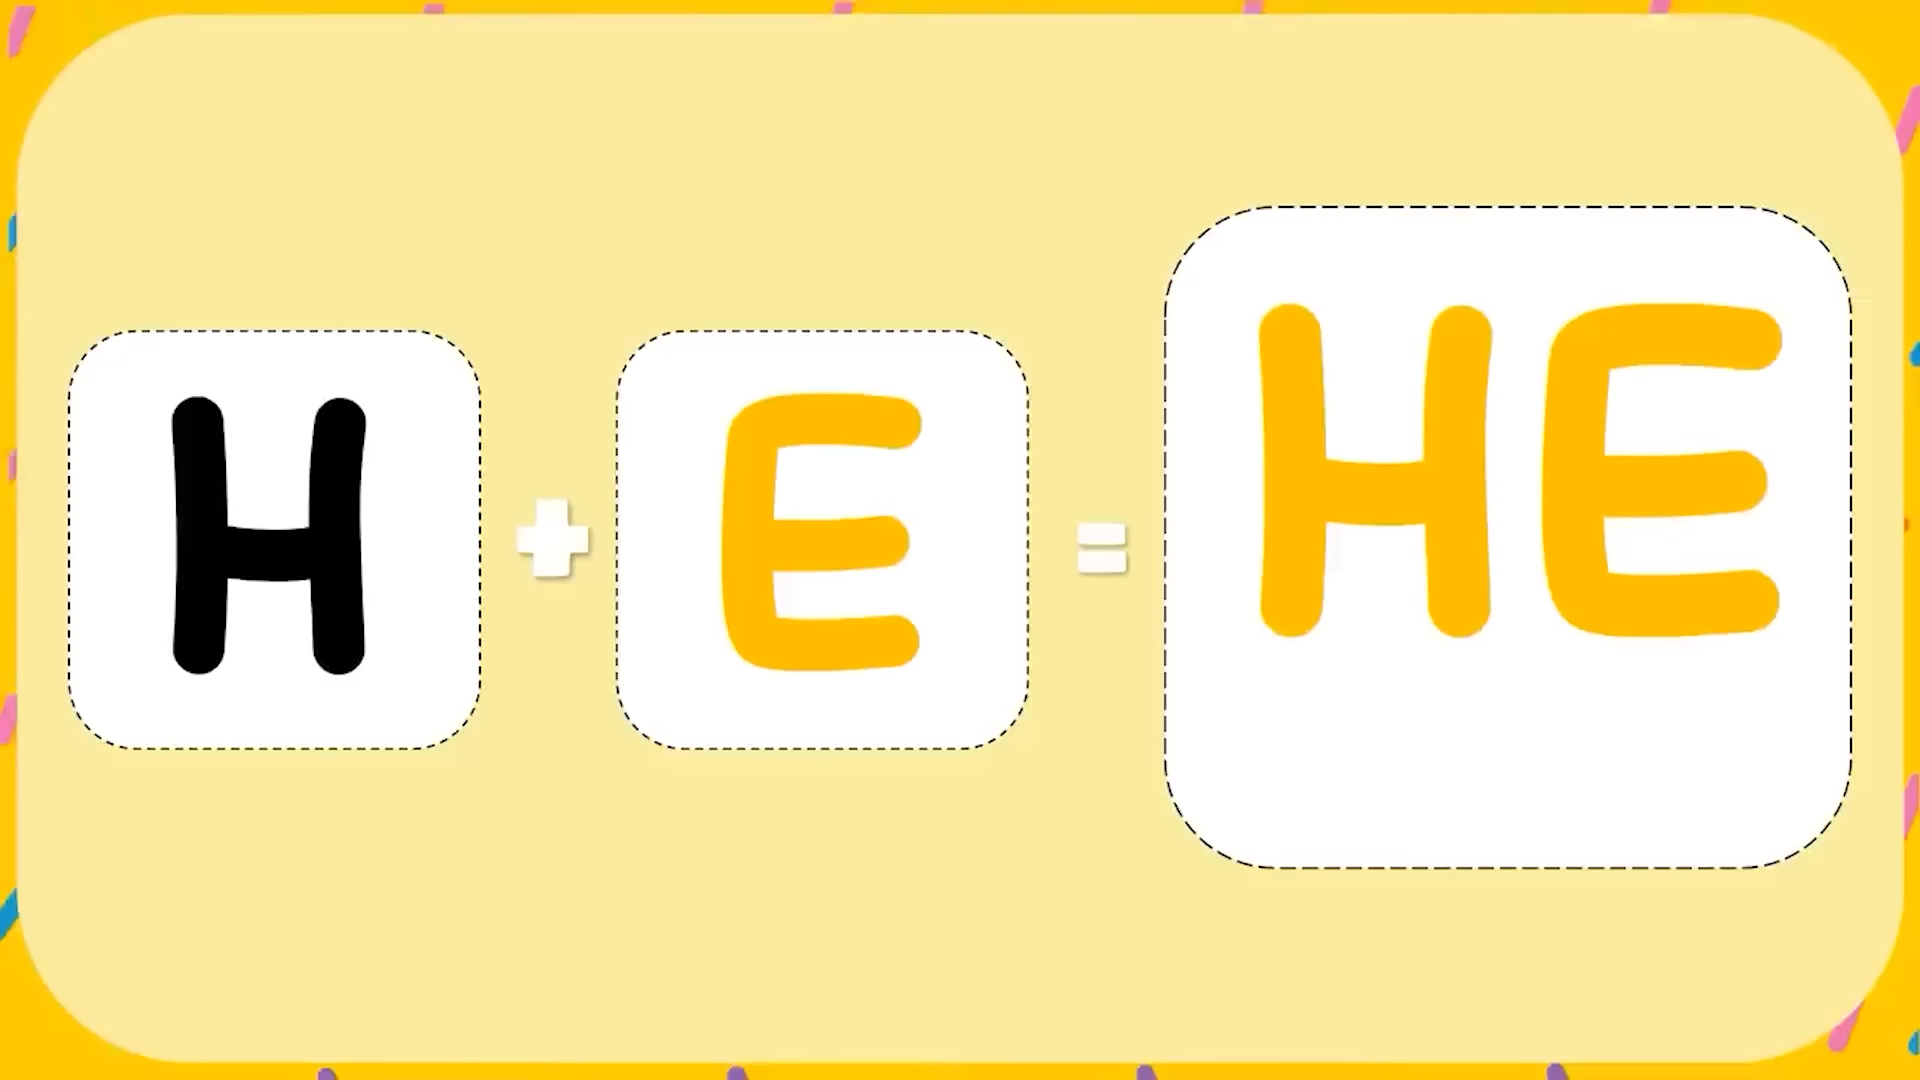 H + E = HE